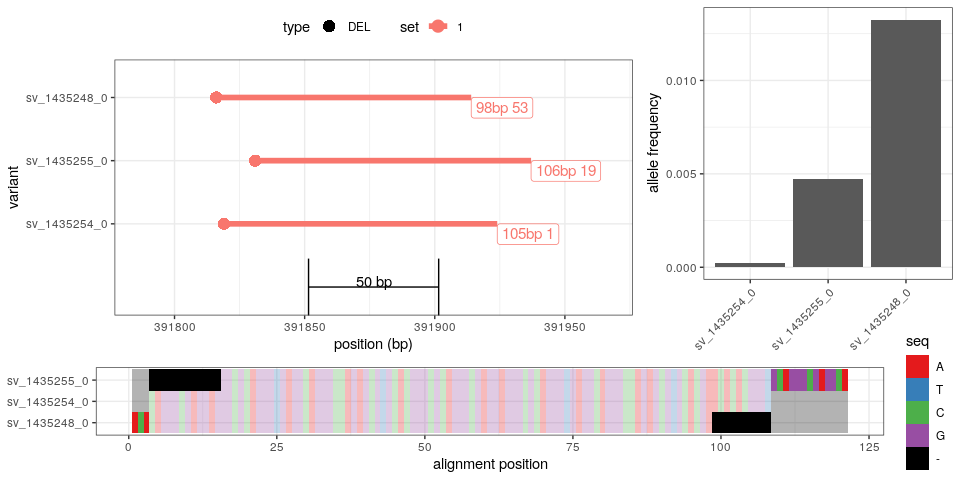 type DEL set 1
sv_1435248_0
98bp 53
sv_1435255_0
106bp 19
sv_1435254_0
105bp 1
variant
50 bp
391800 391850 391900 391950
position (bp)
allele frequency
0.010
0.005
0.000
sv_1435254_0 sv_1435255_0 sv_1435248_0
sv_1435255_0
sv_1435254_0
sv_1435248_0
0 25 50 75 100 125
alignment position
seq
A
T
C
G
-